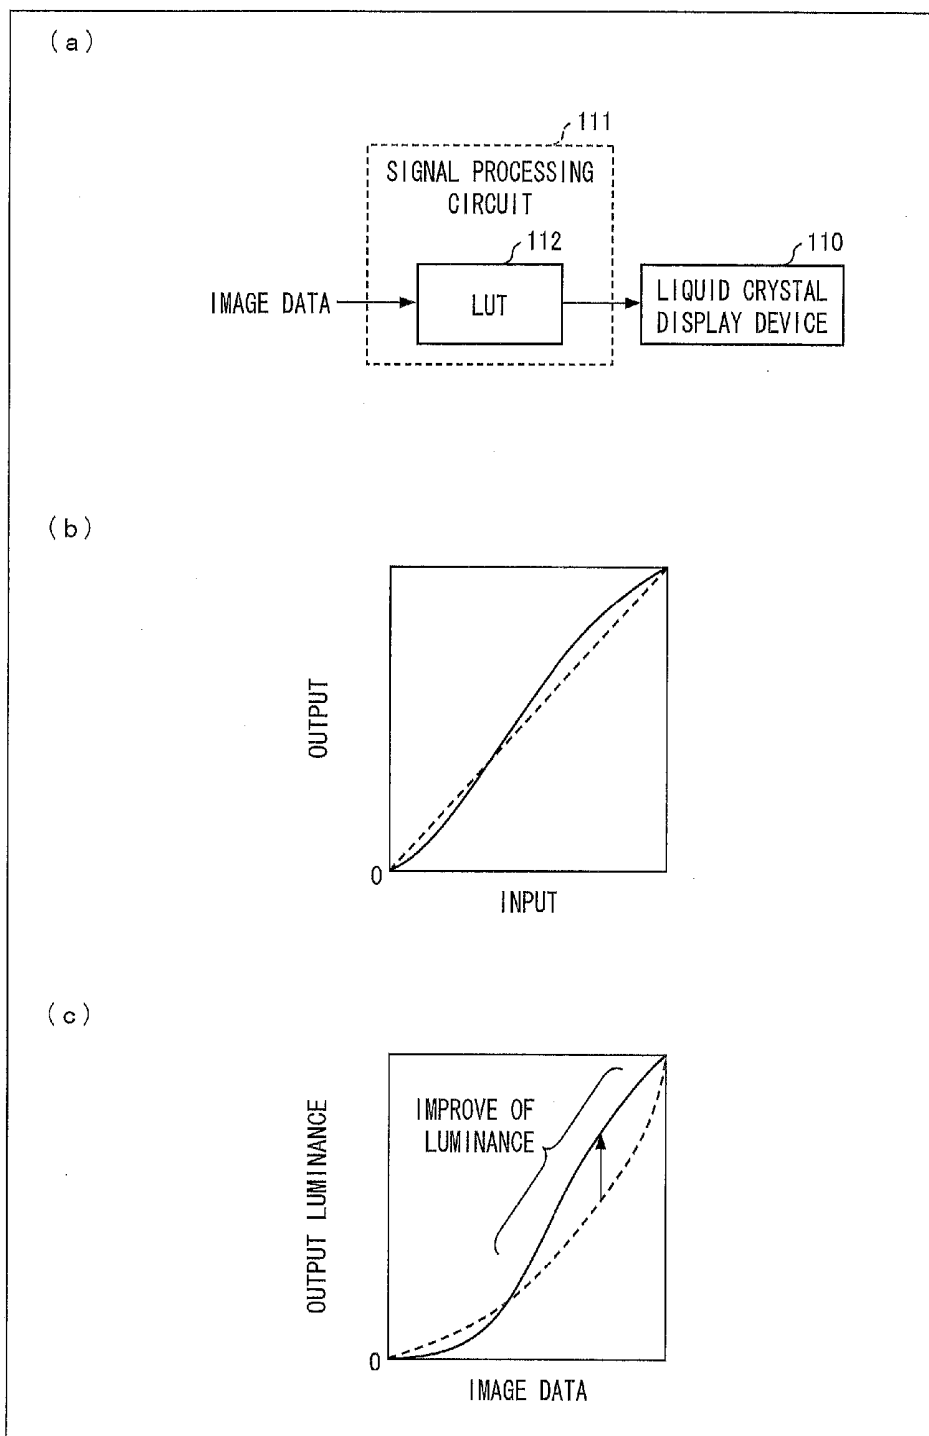 (a)
111
SIGNAL PROCESSING
CIRCUIT
112
110
IMAGE DATA
LUT
LIQUID CRYSTAL
DISPLAY DEVICE
(b)
OUTPUT
0
INPUT
(c)
IMPROVE OF
LUMINANCE
OUTPUT LUMINANCE
0
IMAGE DATA